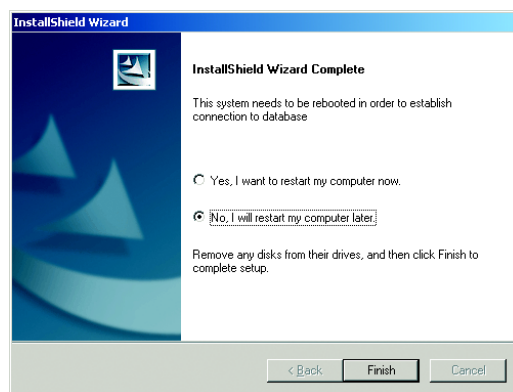 InstallShield Wizard
InstallShield Wizard Complete
This system needs to be rebooted in order to establish
connection to database
Yes, I want to restart my computer now.
No, I will restart my computer later.
Remove any disks from their drives, and then click Finish to
complete setup.
< Back
Finish
Cancel